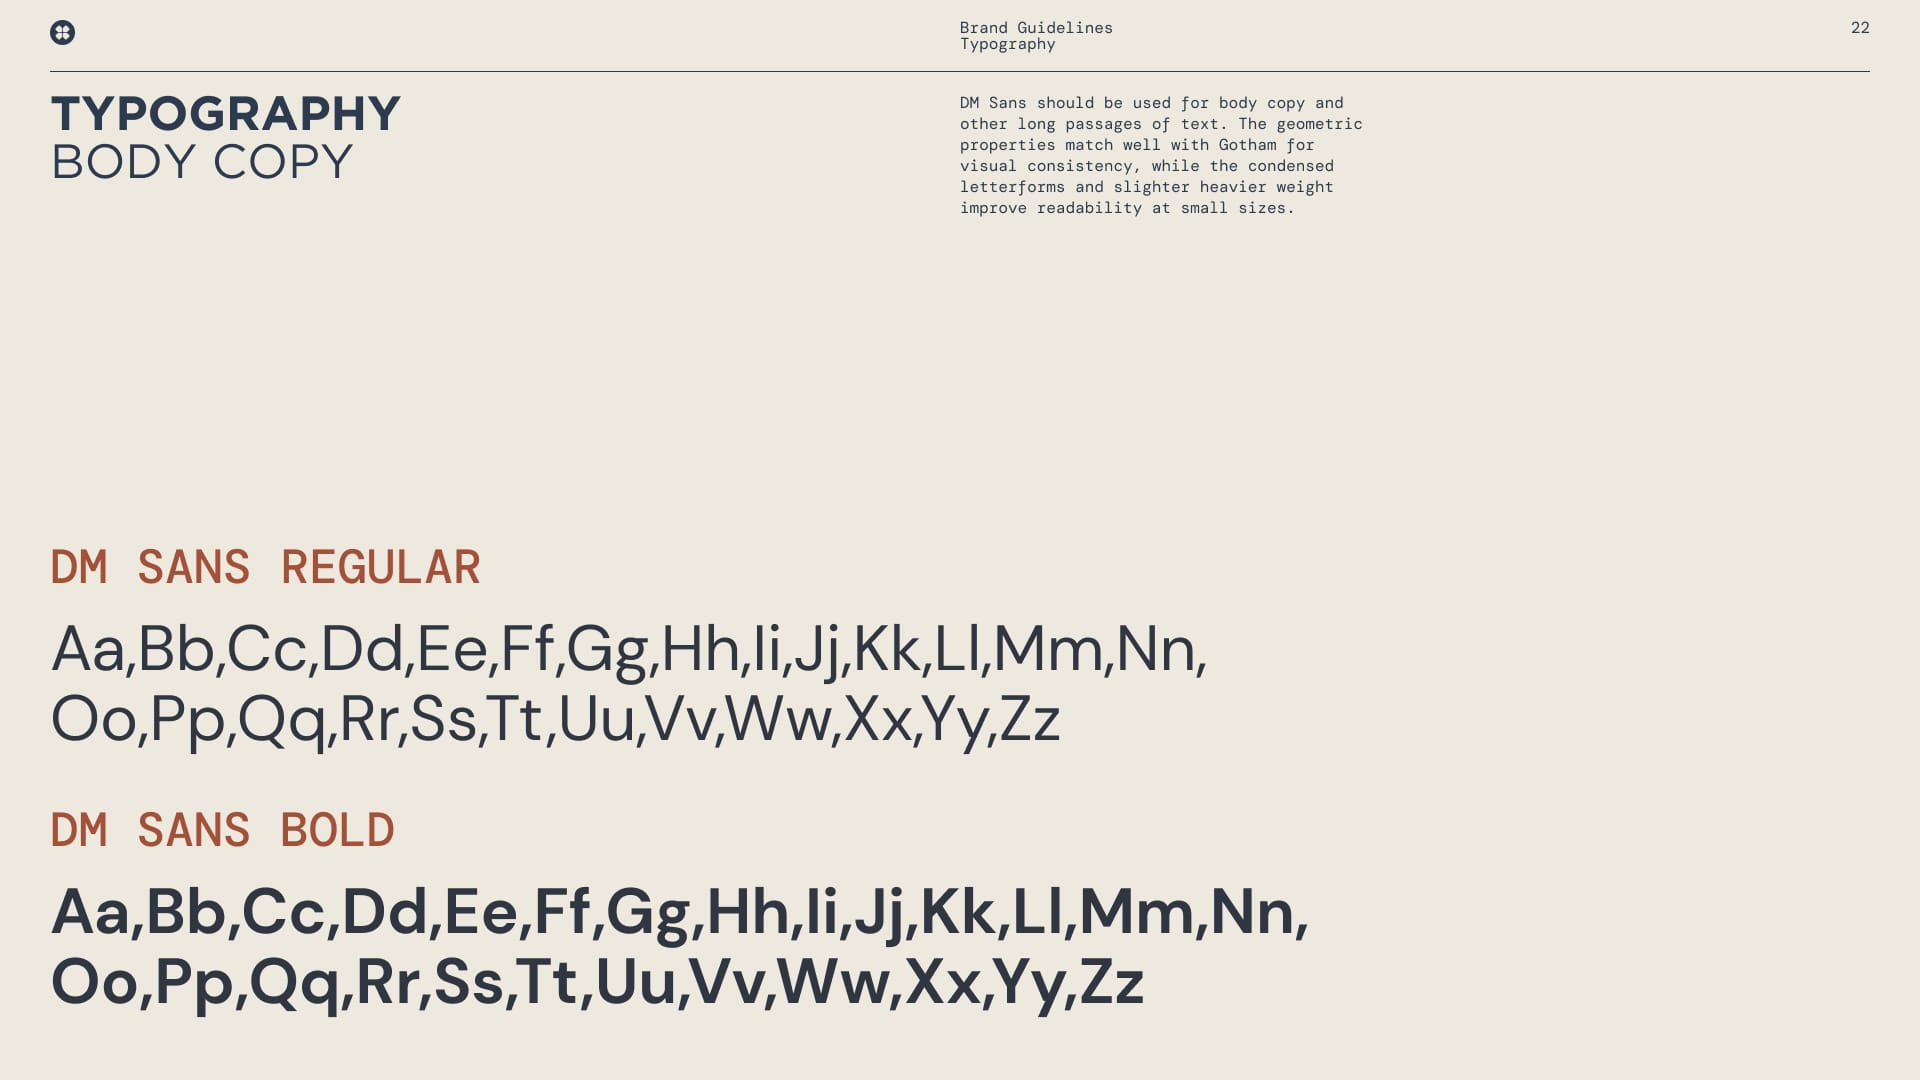 Brand Guidelines
Typography
22
TYPOGRAPHY
BODY COPY
DM Sans should be used for body copy and
other long passages of text. The geometric
properties match well with Gotham for
visual consistency, while the condensed
letterforms and slighter heavier weight
improve readability at small sizes.
DM SANS REGULAR
Aa,Bb,Cc,Dd,Ee,Ff,Gg,Hh,Ii,Jj,Kk,Ll,Mm,Nn,
Oo,Pp,Qq,Rr,Ss,Tt,Uu,Vv,Ww,Xx,Yy,Zz
DM SANS BOLD
Aa,Bb,Cc,Dd,Ee,Ff,Gg,Hh,Ii,Jj,Kk,Ll,Mm,Nn,
Oo,Pp,Qq,Rr,Ss,Tt,Uu,Vv,Ww,Xx,Yy,Zz